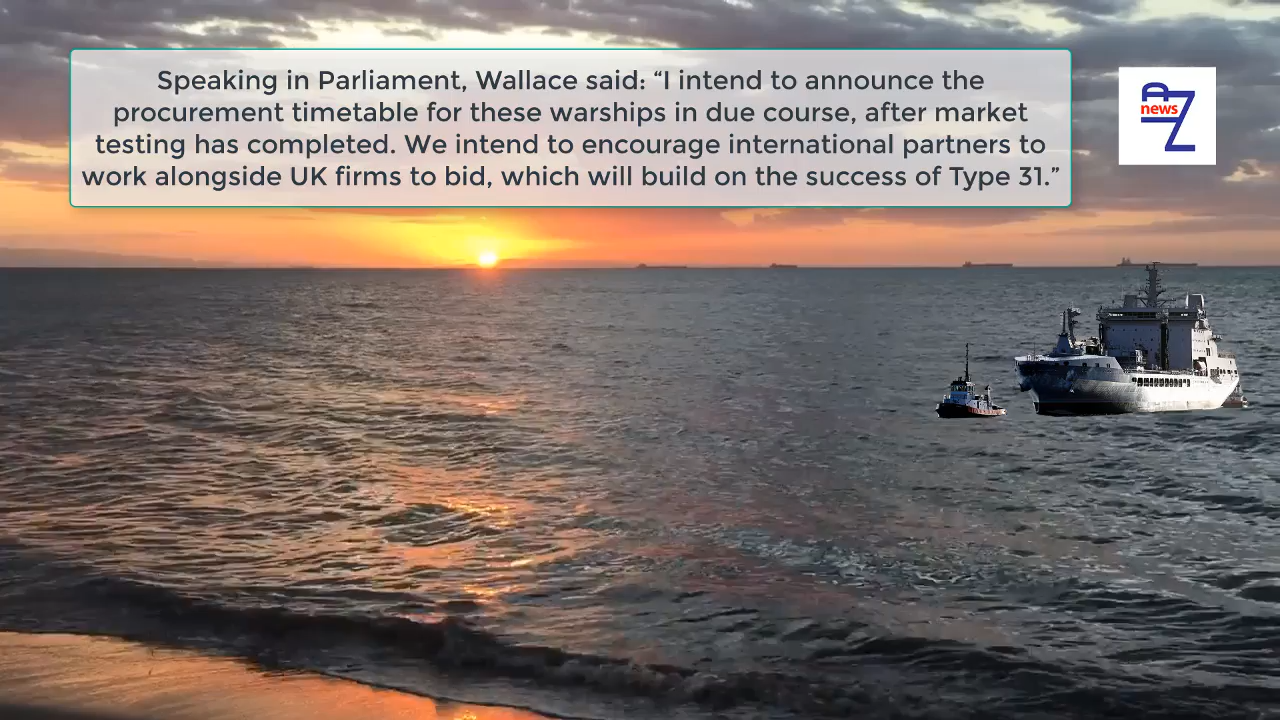 Speaking in Parliament, Wallace said: “I intend to announce the
procurement timetable for these warships in due course, after market
testing has completed. We intend to encourage international partners to
work alongside UK firms to bid, which will build on the success of Type 31.”
AZ
news